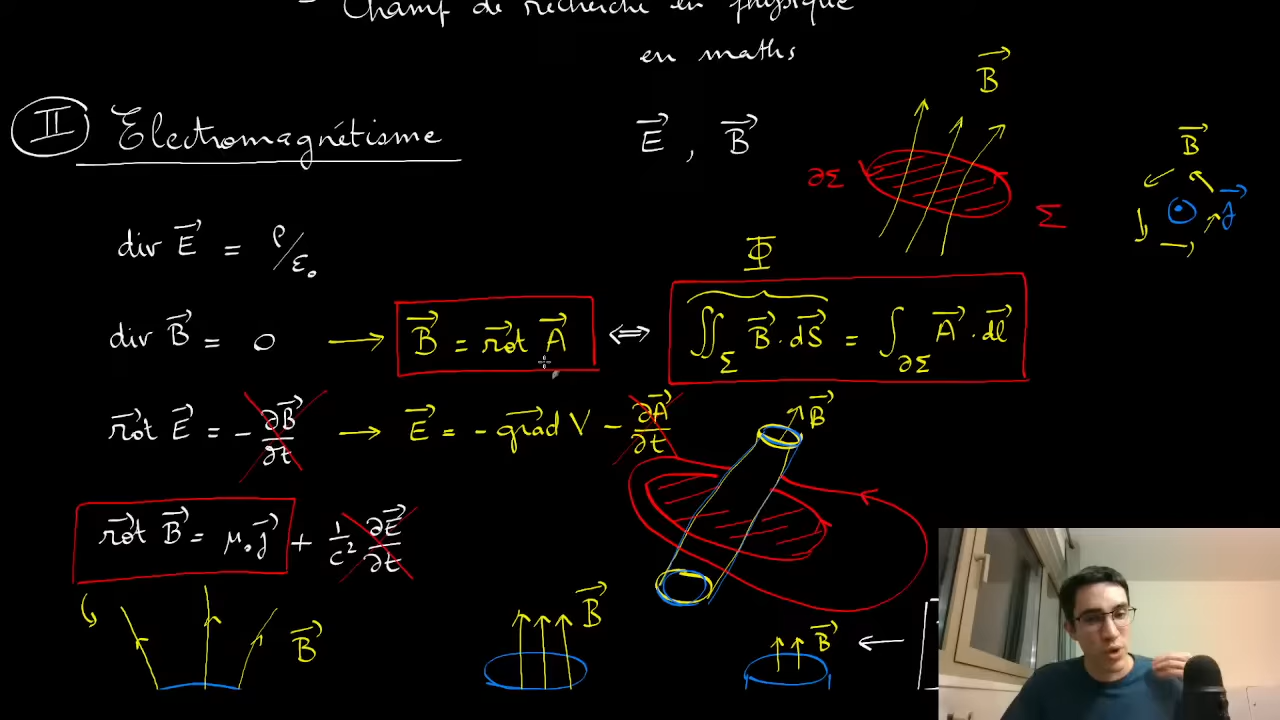 - Champ de recherche en physique
en maths
II Electromagnétisme
E⃗ , B⃗
B⃗
∂Σ
Σ
B⃗
j⃗
div E⃗ = ρ/ε₀
Φ
div B⃗ = 0 → B⃗ = rot⃗ A⃗ ⇔ ∬_Σ B⃗ · dS⃗ = ∫_∂Σ A⃗ · dl⃗
rot⃗ E⃗ = - ∂B⃗/∂t → E⃗ = - grad⃗ V - ∂A⃗/∂t
B⃗
rot⃗ B⃗ = μ₀ j⃗ + 1/c² ∂E⃗/∂t
B⃗
B⃗
B⃗